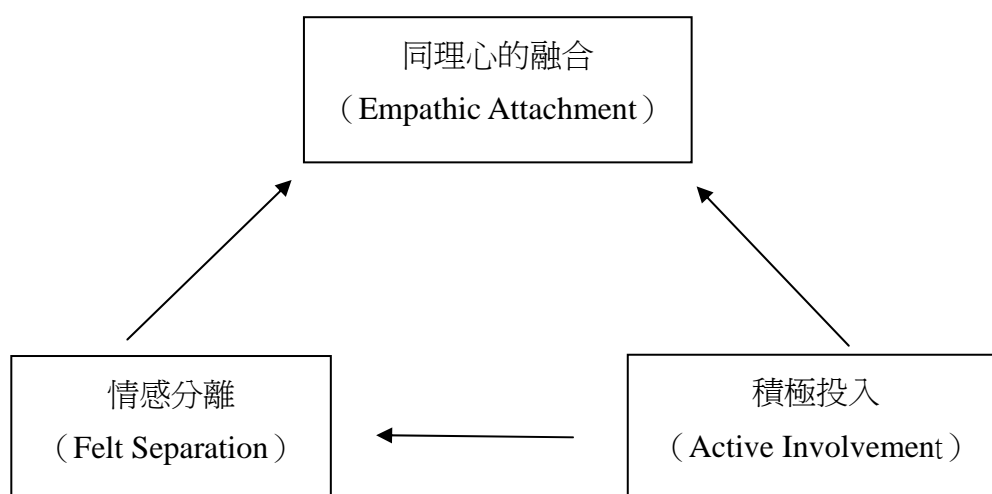 同理心的融合
（Empathic Attachment）
情感分離
（Felt Separation）
積極投入
（Active Involvement）